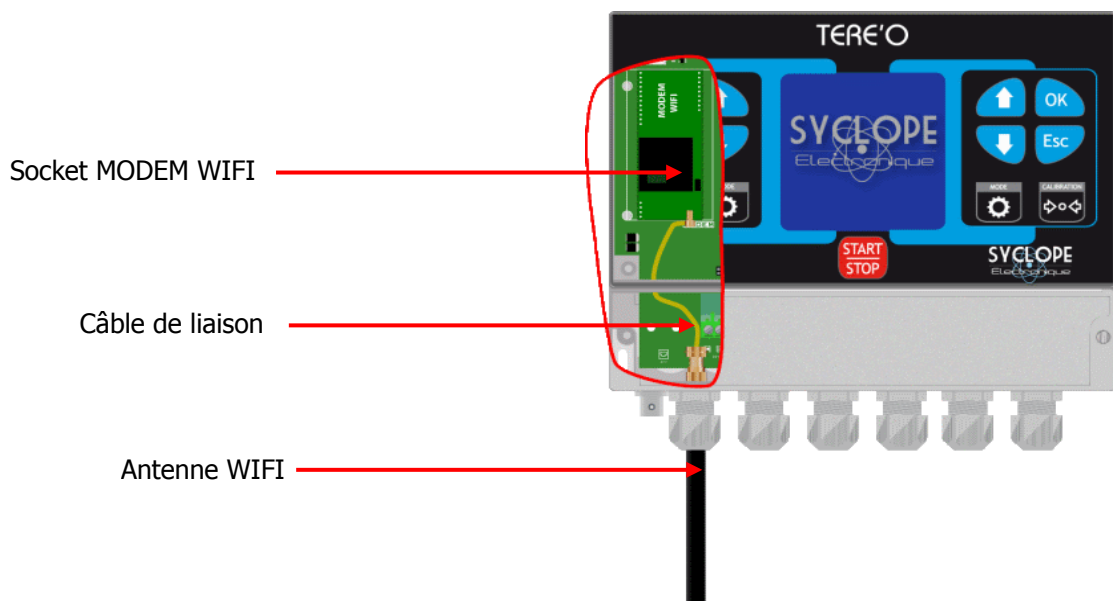 TERE'O
MODEM
WIFI
SYCLOPE
Electronique
OK
Esc
MODE
CALIBRATION
START
STOP
SYCLOPE
Electronique
Socket MODEM WIFI
Câble de liaison
Antenne WIFI